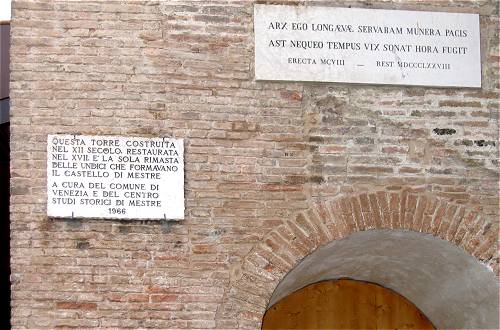 ARX EGO LONGÆVÆ SERVARAM MUNERA PACIS
AST NEQUEO TEMPUS VIX SONAT HORA FUGIT
ERECTA MCVIII — REST MDCCCLXXVIII
QUESTA TORRE COSTRUITA
NEL XII SECOLO, RESTAURATA
NEL XVII, E' LA SOLA RIMASTA
DELLE UNDICI CHE FORMAVANO
IL CASTELLO DI MESTRE
A CURA DEL COMUNE DI
VENEZIA E DEL CENTRO
STUDI STORICI DI MESTRE
1966